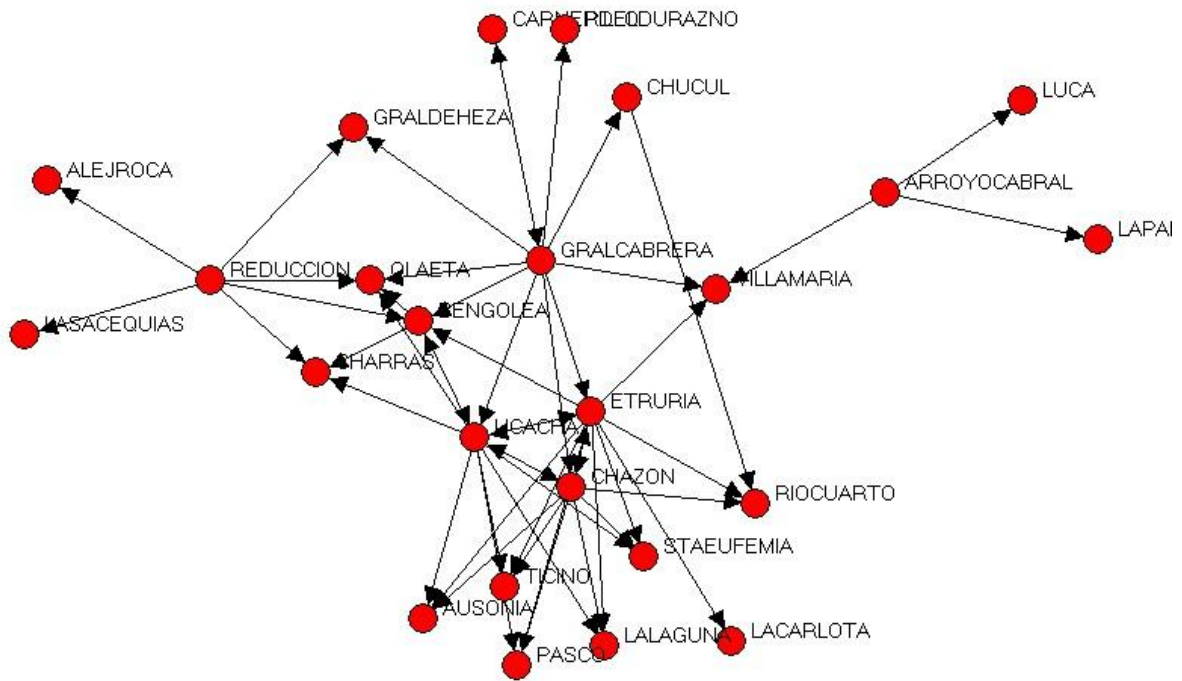 CHUCUL
LUCA
GRALDEHEZA
ALEJROCA
ARROYOCABRAL
LAPAI
GRALCABRERA
REDUCCION
OLAETA
VILLAMARIA
BENGOLEA
LASACEQUIAS
CHARRAS
ETRURIA
UCACHA
CHAZON
RIOCUARTO
STAEUFEMIA
TICINO
AUSONIA
LALAGUNA
LACARLOTA
PASCO